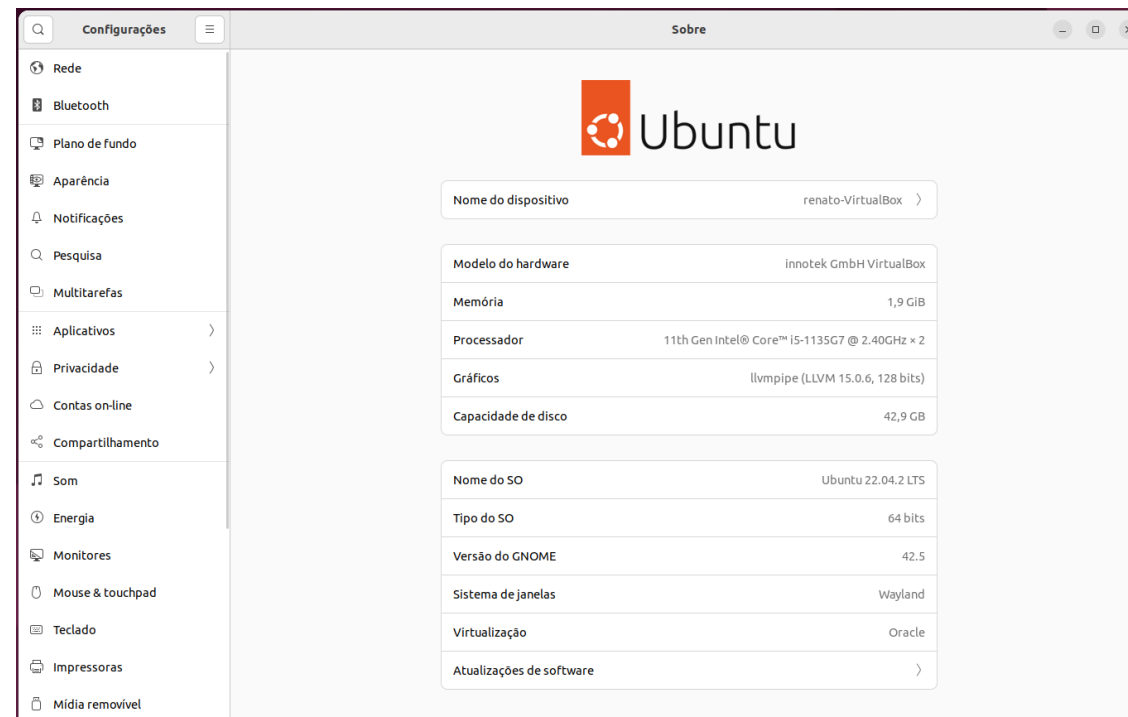 Configurações
Sobre
Rede
Bluetooth
Plano de fundo
Aparência
Notificações
Pesquisa
Multitarefas
Aplicativos
Privacidade
Contas on-line
Compartilhamento
Som
Energia
Monitores
Mouse & touchpad
Teclado
Impressoras
Mídia removível
Ubuntu
Nome do dispositivo renato-VirtualBox
Modelo do hardware innotek GmbH VirtualBox
Memória 1,9 GiB
Processador 11th Gen Intel® Core™ i5-1135G7 @ 2.40GHz × 2
Gráficos llvmpipe (LLVM 15.0.6, 128 bits)
Capacidade de disco 42,9 GB
Nome do SO Ubuntu 22.04.2 LTS
Tipo do SO 64 bits
Versão do GNOME 42.5
Sistema de janelas Wayland
Virtualização Oracle
Atualizações de software